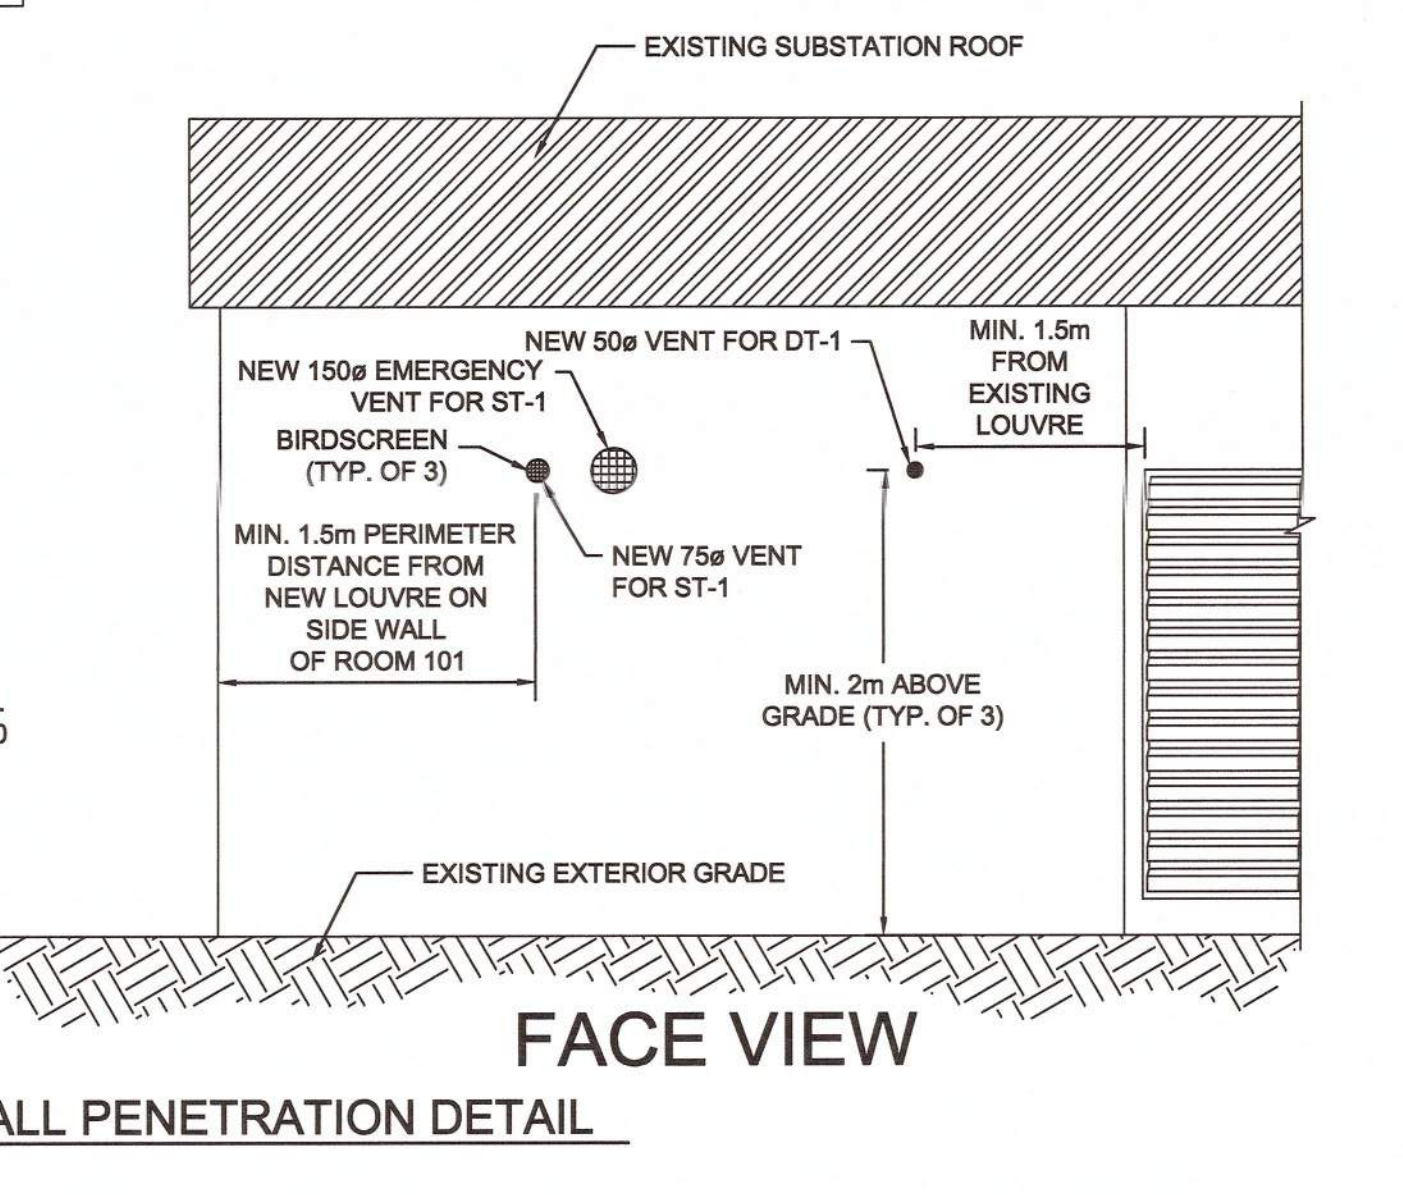 EXISTING SUBSTATION ROOF
NEW 50ø VENT FOR DT-1
MIN. 1.5m
FROM
EXISTING
LOUVRE
NEW 150ø EMERGENCY
VENT FOR ST-1
BIRDSCREEN
(TYP. OF 3)
MIN. 1.5m PERIMETER
DISTANCE FROM
NEW LOUVRE ON
SIDE WALL
OF ROOM 101
NEW 75ø VENT
FOR ST-1
MIN. 2m ABOVE
GRADE (TYP. OF 3)
EXISTING EXTERIOR GRADE
FACE VIEW
ALL PENETRATION DETAIL